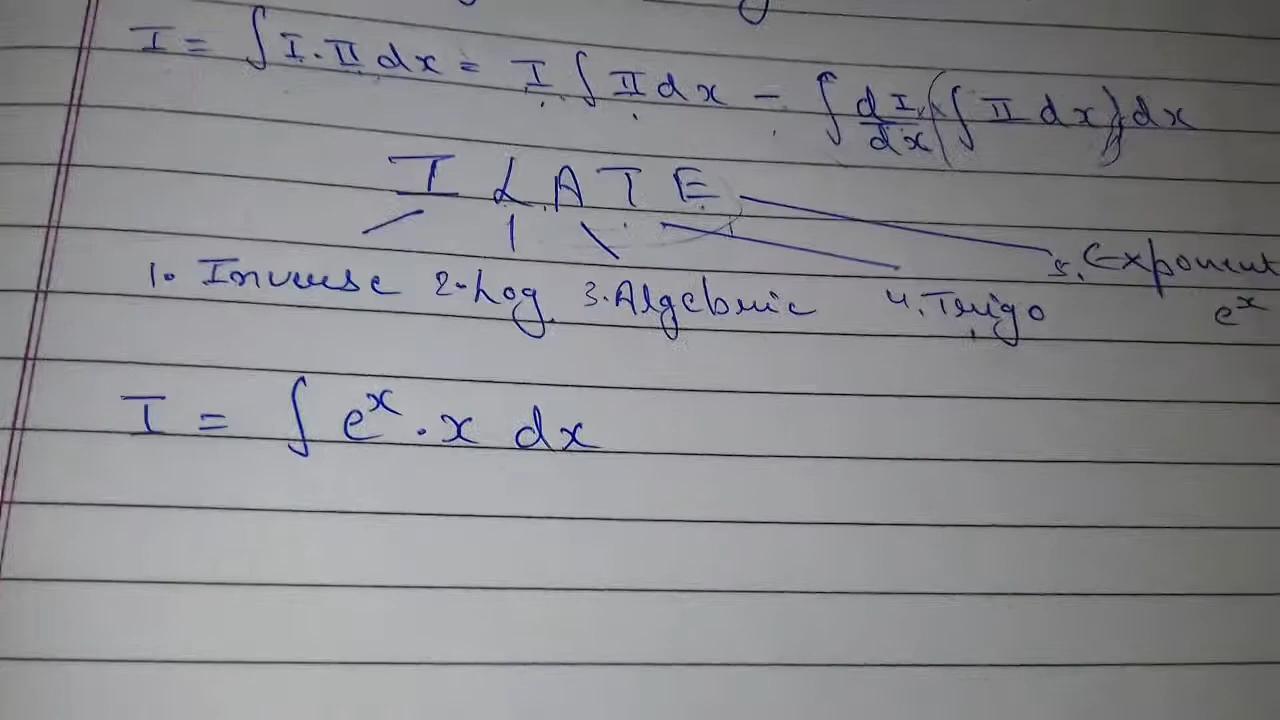 I = ∫ I . II dx = I ∫ II dx - ∫ dI/dx (∫ II dx) dx
I L A T E
1. Inverse 2. Log 3. Algebric 4. Trigo 5. Exponent
e^x
I = ∫ e^x . x dx